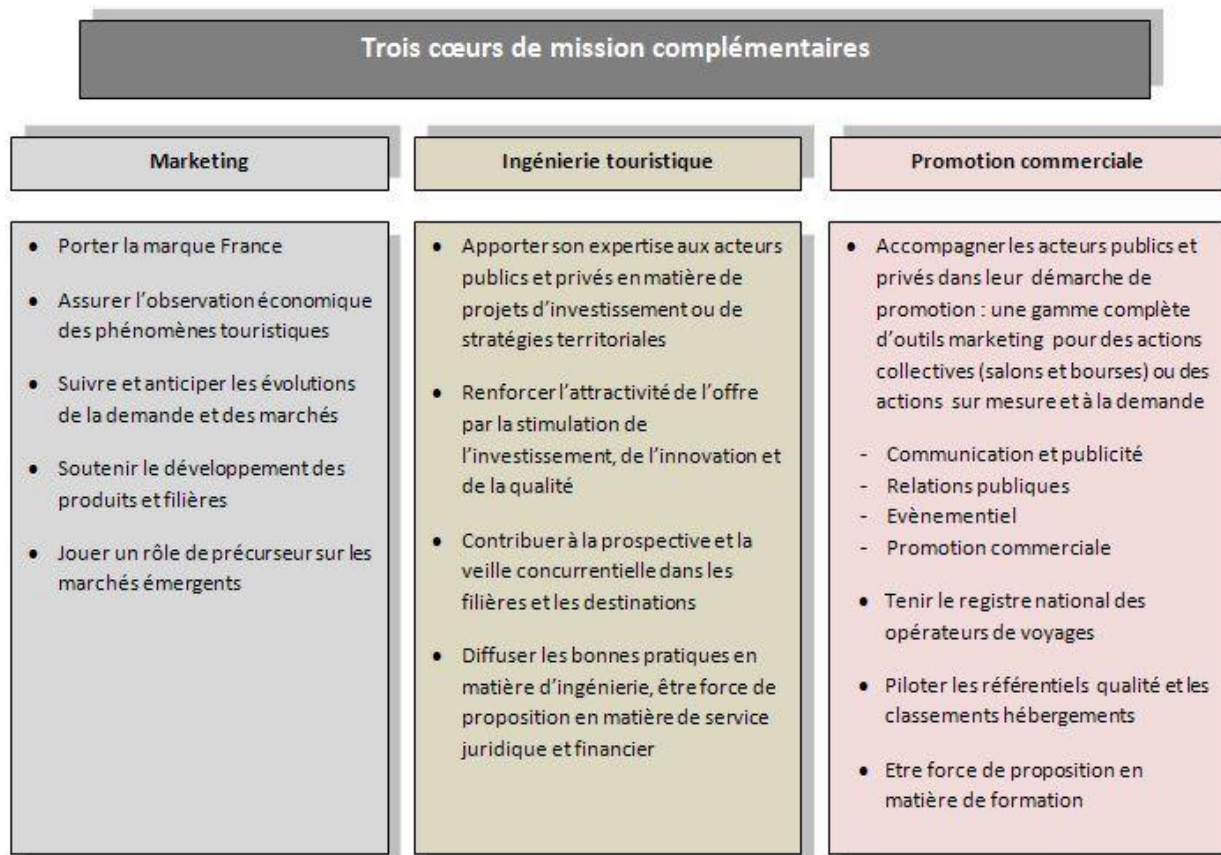 Trois cœurs de mission complémentaires
Marketing
• Porter la marque France
• Assurer l'observation économique
des phénomènes touristiques
• Suivre et anticiper les évolutions
de la demande et des marchés
• Soutenir le développement des
produits et filières
• Jouer un rôle de précurseur sur les
marchés émergents
Ingénierie touristique
• Apporter son expertise aux acteurs
publics et privés en matière de
projets d'investissement ou de
stratégies territoriales
• Renforcer l'attractivité de l'offre
par la stimulation de
l'investissement, de l'innovation et
de la qualité
• Contribuer à la prospective et la
veille concurrentielle dans les
filières et les destinations
• Diffuser les bonnes pratiques en
matière d'ingénierie, être force de
proposition en matière de service
juridique et financier
Promotion commerciale
• Accompagner les acteurs publics et
privés dans leur démarche de
promotion : une gamme complète
d'outils marketing pour des actions
collectives (salons et bourses) ou des
actions sur mesure et à la demande
- Communication et publicité
- Relations publiques
- Evènementiel
- Promotion commerciale
• Tenir le registre national des
opérateurs de voyages
• Piloter les référentiels qualité et les
classements hébergements
• Etre force de proposition en
matière de formation